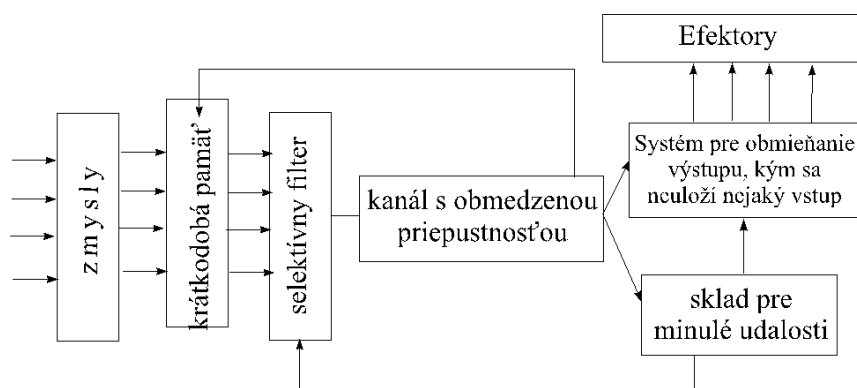 Efektory
zmysly
krátkodobá pamäť
selektívny filter
kanál s obmedzenou
priepustnosťou
Systém pre obmieňanie
výstupu, kým sa
neuloží nejaký vstup
sklad pre
minulé udalosti